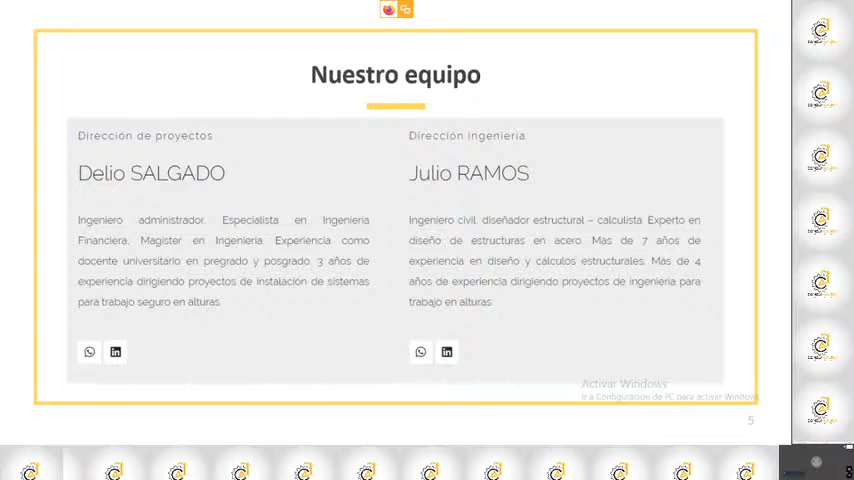 Nuestro equipo
Dirección de proyectos
Delio SALGADO
Ingeniero administrador. Especialista en Ingeniería
Financiera, Magíster en Ingeniería. Experiencia como
docente universitario en pregrado y posgrado. 3 años de
experiencia dirigiendo proyectos de instalación de sistemas
para trabajo seguro en alturas.
Dirección ingeniería
Julio RAMOS
Ingeniero civil, diseñador estructural – calculista. Experto en
diseño de estructuras en acero. Más de 7 años de
experiencia en diseño y cálculos estructurales. Más de 4
años de experiencia dirigiendo proyectos de ingeniería para
trabajo en alturas.
Activar Windows
Ir a Configuración de PC para activar Windows
5